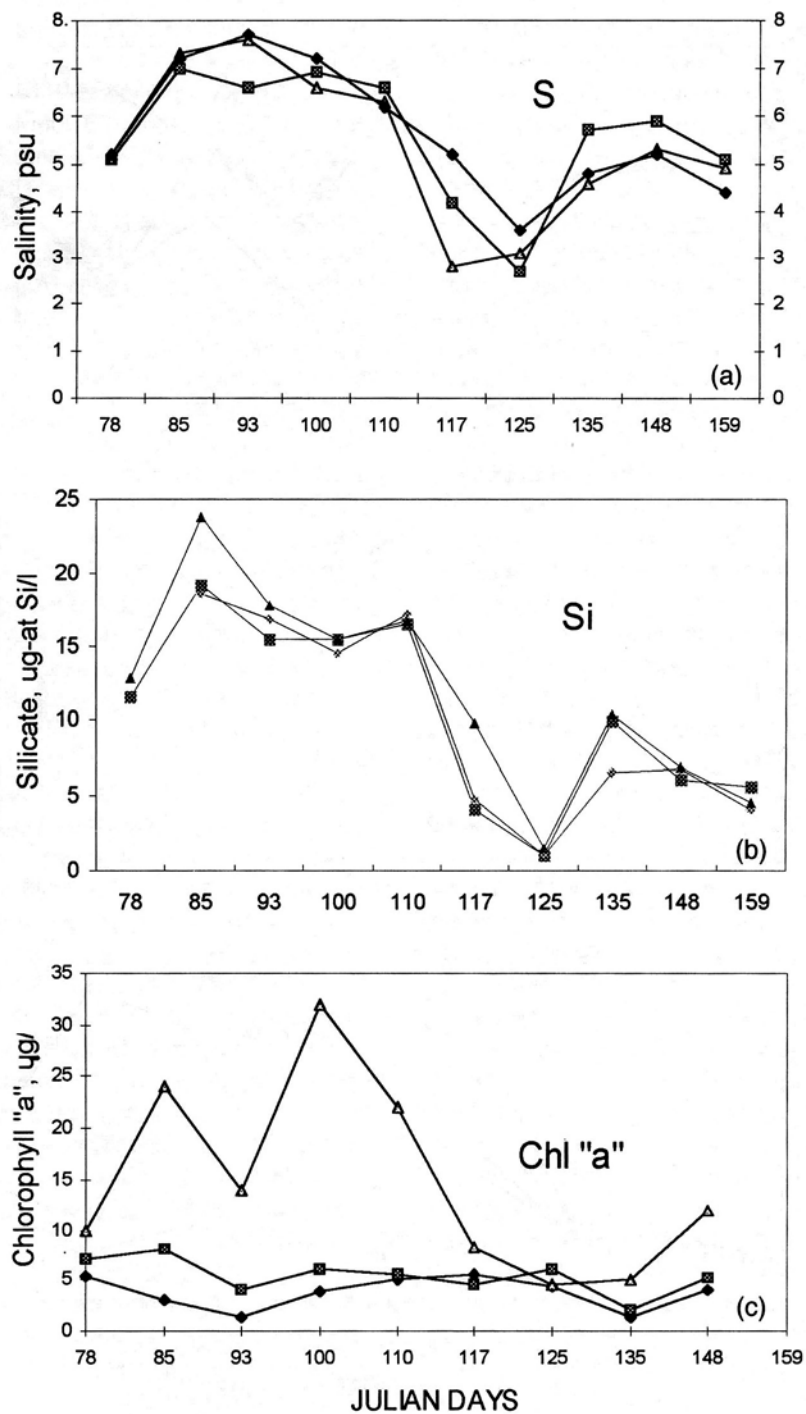 8.
7
6
5
4
3
2
1
0
Salinity, psu
S
8
7
6
5
4
3
2
1
0
(a)
78 85 93 100 110 117 125 135 148 159
25
20
15
10
5
0
Silicate, ug-at Si/l
Si
(b)
78 85 93 100 110 117 125 135 148 159
35
30
25
20
15
10
5
0
Chlorophyll "a", ug/
Chl "a"
(c)
78 85 93 100 110 117 125 135 148 159
JULIAN DAYS